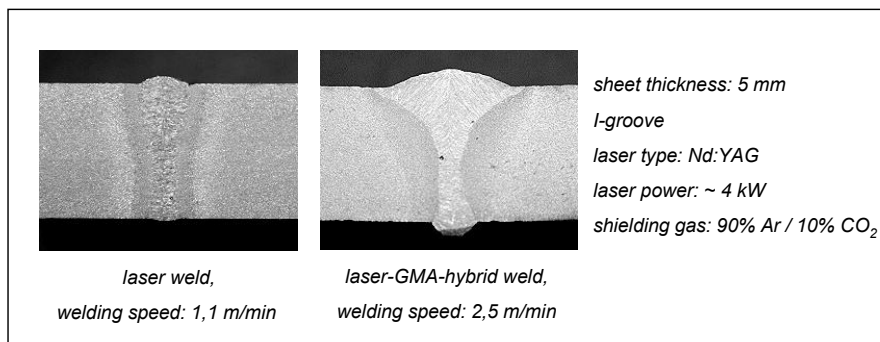 sheet thickness: 5 mm
I-groove
laser type: Nd:YAG
laser power: ~ 4 kW
shielding gas: 90% Ar / 10% CO₂
laser weld,
welding speed: 1,1 m/min
laser-GMA-hybrid weld,
welding speed: 2,5 m/min